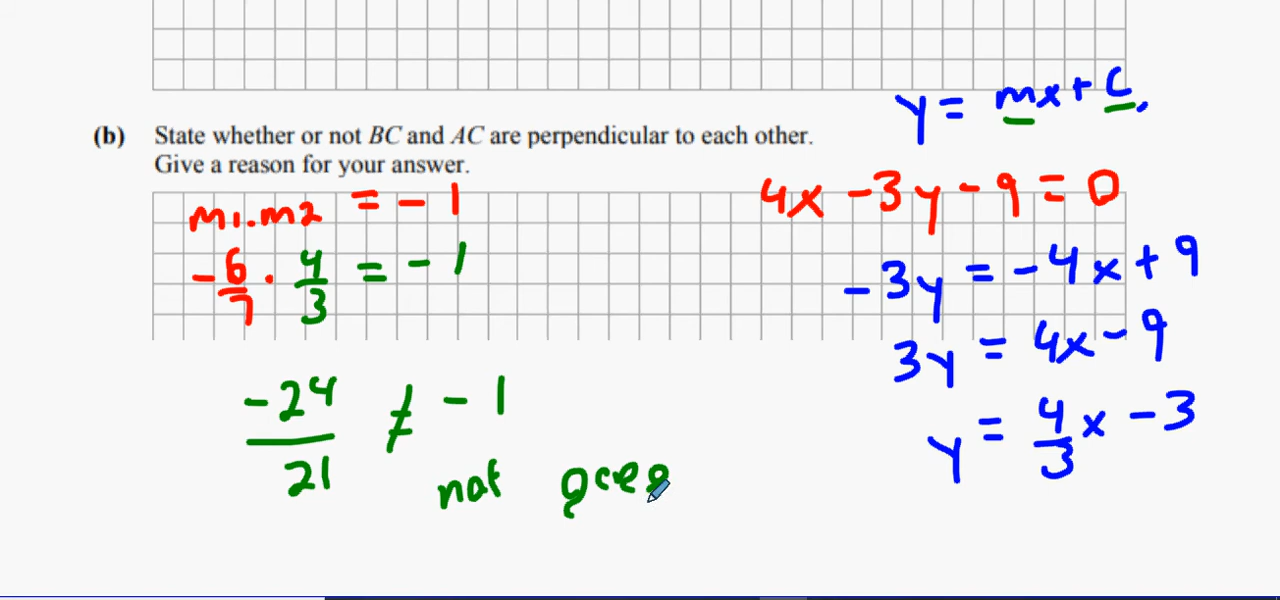 y = mx + c,
(b) State whether or not BC and AC are perpendicular to each other.
Give a reason for your answer.
m1.m2 = -1
-6/7 · 4/3 = -1
-24/21 ≠ -1
not
4x - 3y - 9 = 0
-3y = -4x + 9
3y = 4x - 9
y = 4/3 x - 3